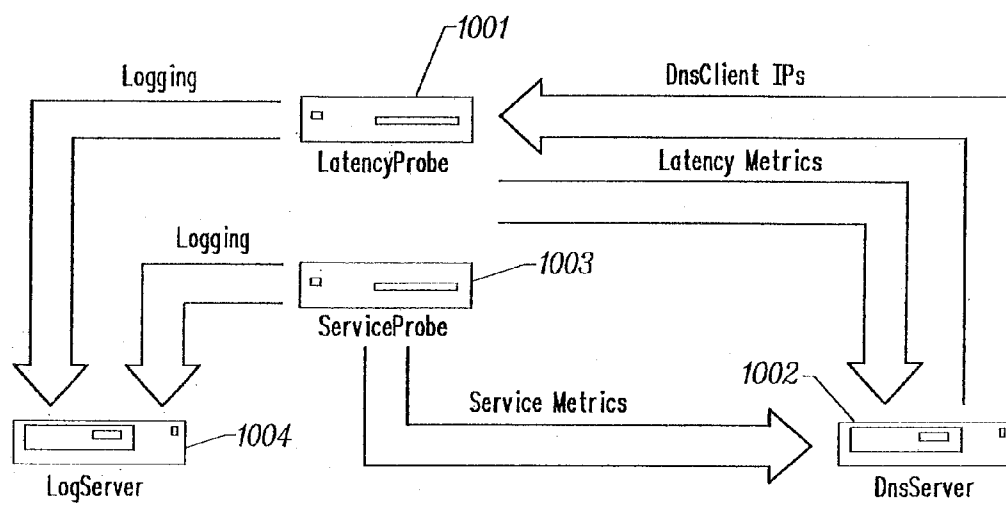 1001
Logging
DnsClient IPs
LatencyProbe
Latency Metrics
Logging
1003
ServiceProbe
1002
Service Metrics
1004
LogServer
DnsServer